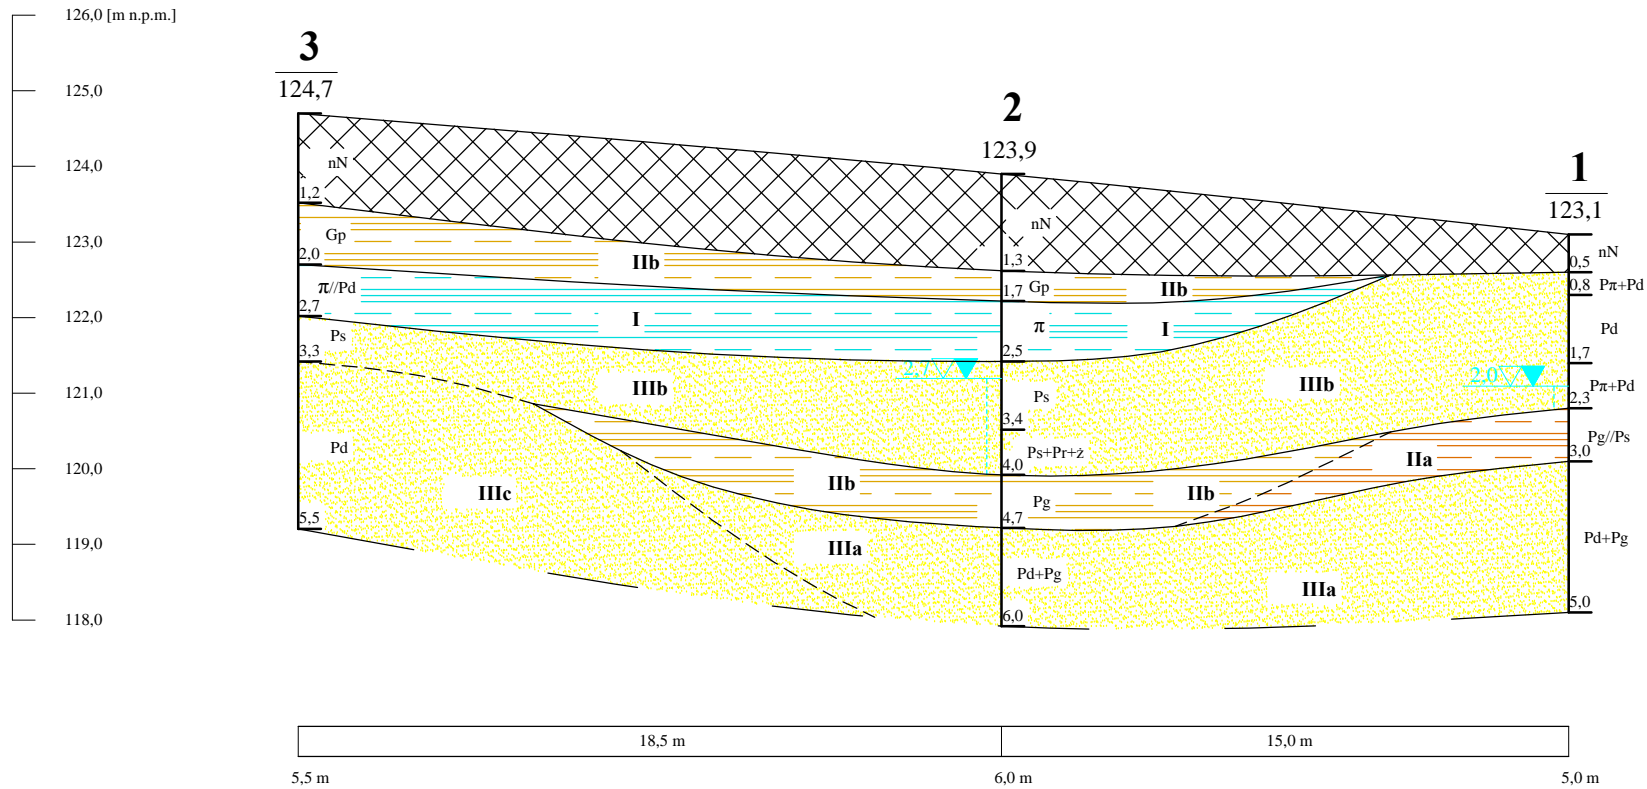 126,0 [m n.p.m.]
125,0
124,0
123,0
122,0
121,0
120,0
119,0
118,0
3
124,7
nN
1,2
Gp
2,0
π//Pd
2,7
Ps
3,3
Pd
5,5
IIb
I
IIIb
IIIc
IIb
IIIa
2
123,9
nN
1,3
Gp
1,7
π
2,5
2,7
Ps
3,4
Ps+Pr+ż
4,0
Pg
4,7
Pd+Pg
6,0
IIb
I
IIIb
IIa
IIb
IIIa
1
123,1
nN
0,5
0,8
Pπ+Pd
Pd
1,7
2,0
Pπ+Pd
2,3
Pg//Ps
3,0
Pd+Pg
5,0
18,5 m
15,0 m
5,5 m
6,0 m
5,0 m